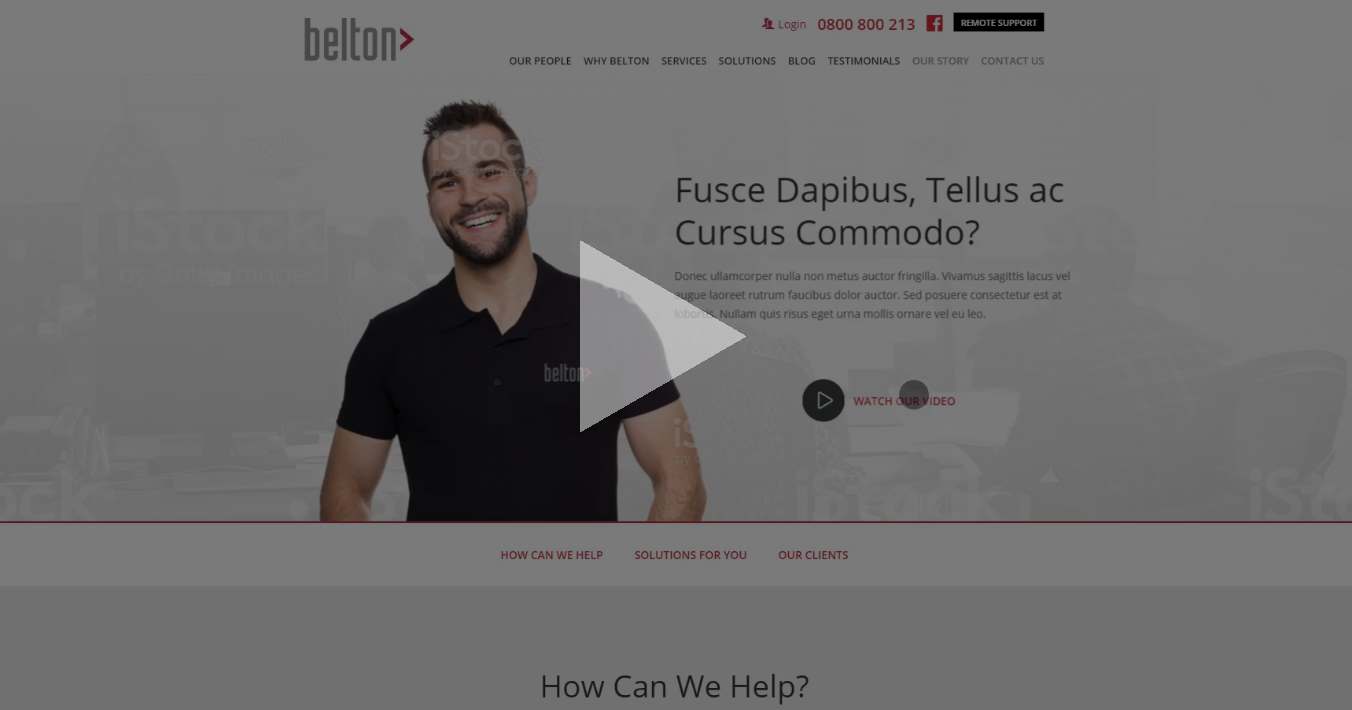 belton
Login 0800 800 213 REMOTE SUPPORT
OUR PEOPLE WHY BELTON SERVICES SOLUTIONS BLOG TESTIMONIALS OUR STORY CONTACT US
iStock
Fusce Dapibus, Tellus ac
Cursus Commodo?
iStock
Donec ullamcorper nulla non metus auctor fringilla. Vivamus sagittis lacus vel
augue laoreet rutrum faucibus dolor auctor. Sed posuere consectetur est at
lobortis. Nullam quis risus eget urna mollis ornare vel eu leo.
belton
WATCH OUR VIDEO
iStock
HOW CAN WE HELP SOLUTIONS FOR YOU OUR CLIENTS
How Can We Help?